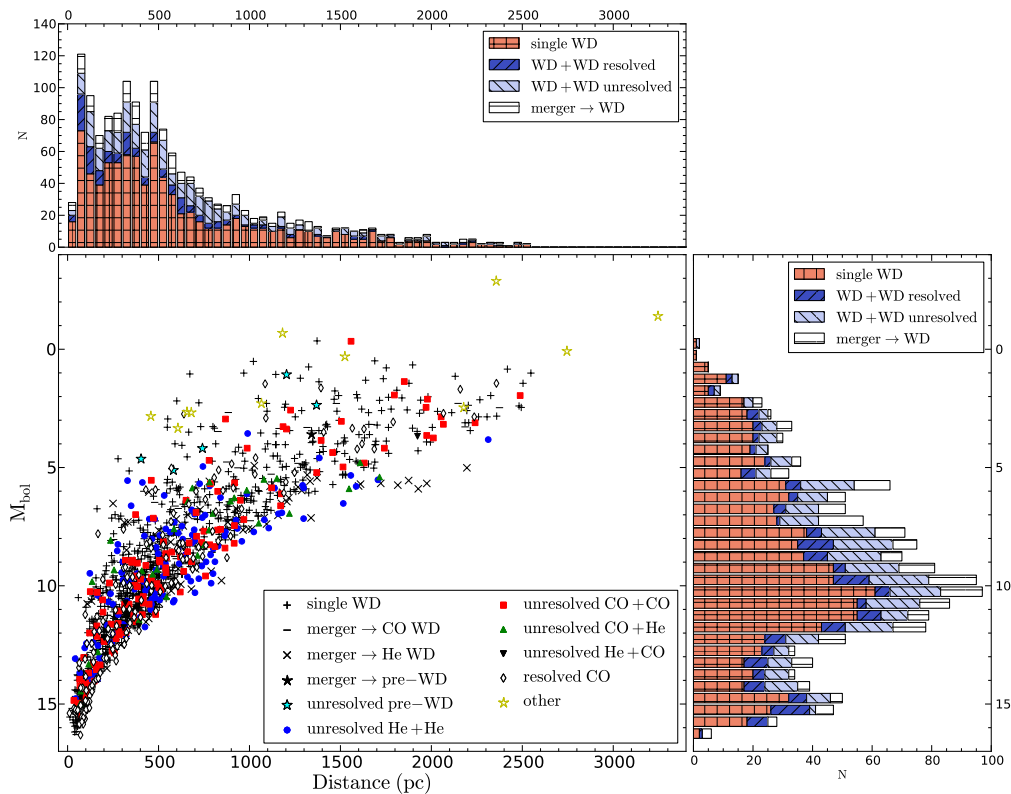 0 500 1000 1500 2000 2500 3000
140
120
100
80
60
40
20
0
N
single WD
WD+WD resolved
WD+WD unresolved
merger → WD
0
5
10
15
M_bol
0 500 1000 1500 2000 2500 3000
Distance (pc)
single WD
merger → CO WD
merger → He WD
merger → pre−WD
unresolved pre−WD
unresolved He+He
unresolved CO+CO
unresolved CO+He
unresolved He+CO
resolved CO
other
single WD
WD+WD resolved
WD+WD unresolved
merger → WD
0
5
10
15
0 20 40 60 80 100
N